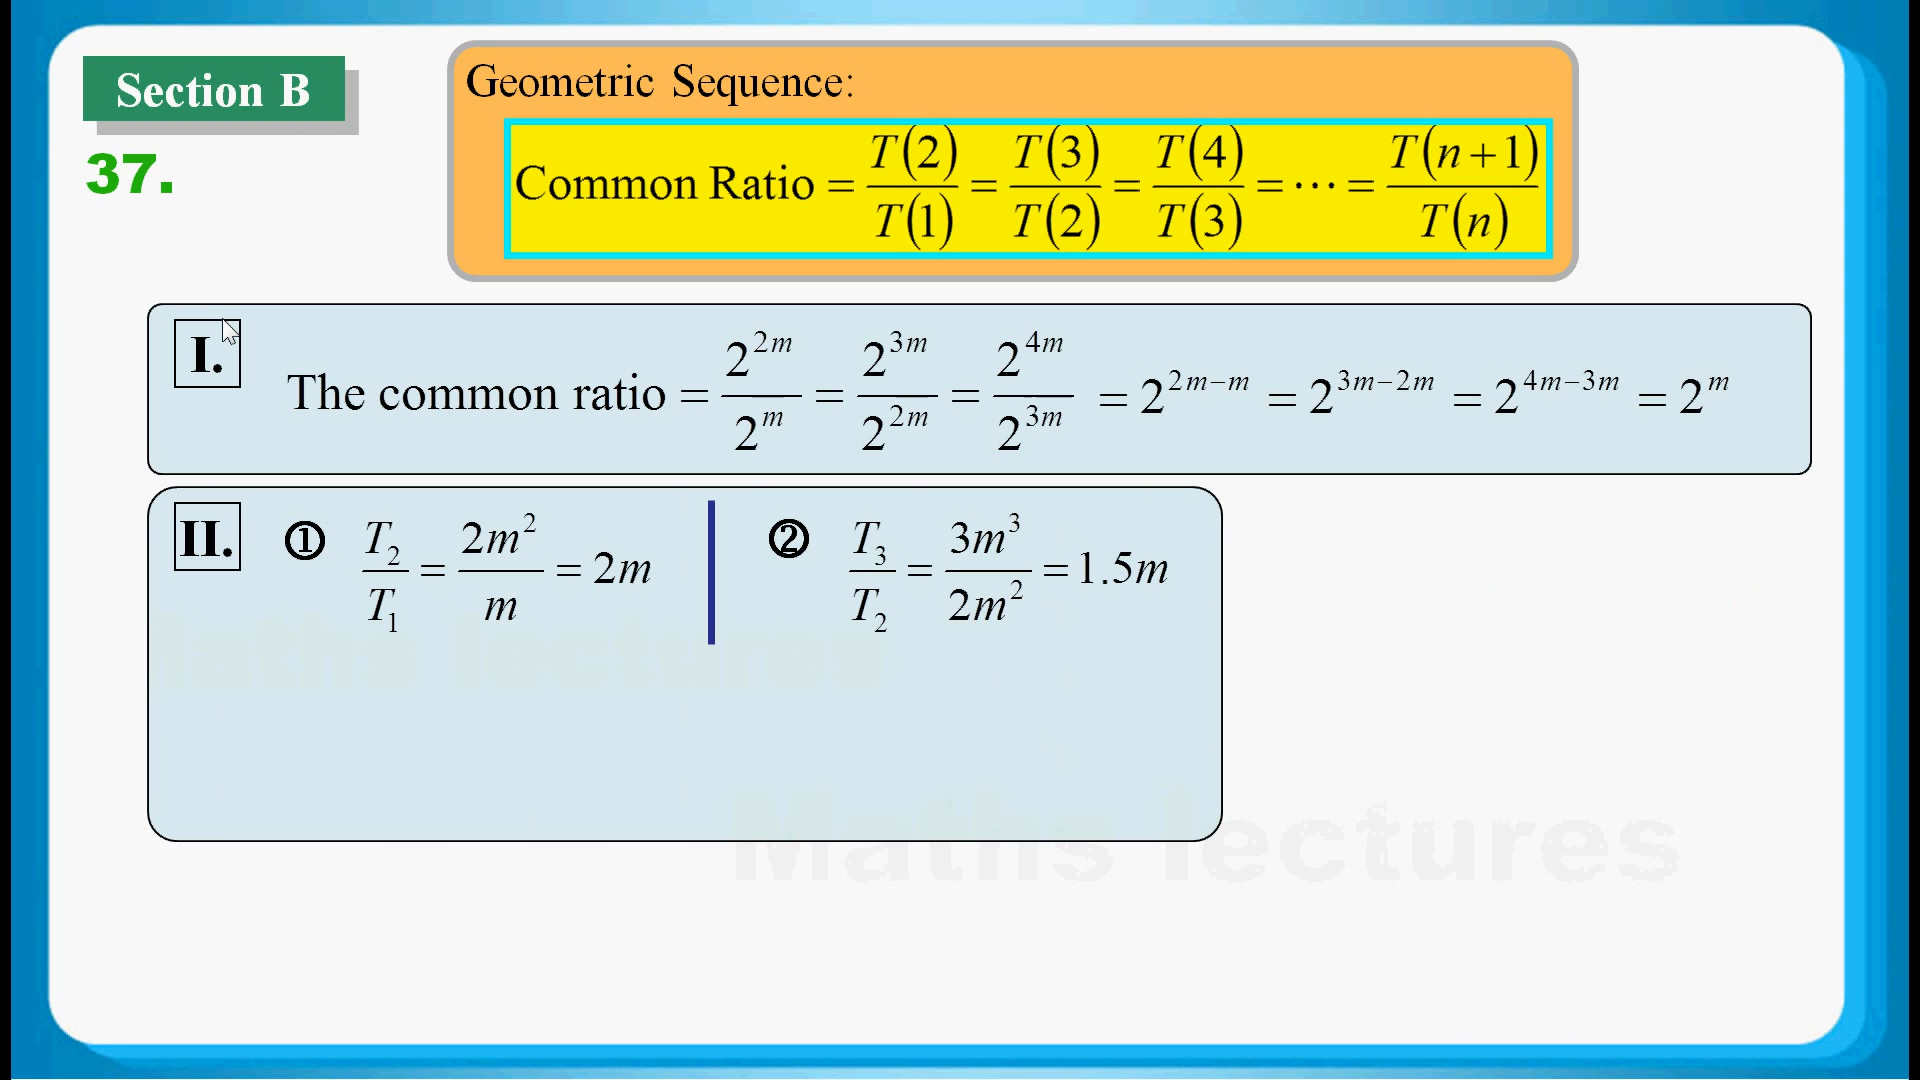 Section B
37.
Geometric Sequence:
Common Ratio = T(2)/T(1) = T(3)/T(2) = T(4)/T(3) = ⋯ = T(n+1)/T(n)
I.
The common ratio = 2^{2m}/2^{m} = 2^{3m}/2^{2m} = 2^{4m}/2^{3m} = 2^{2m−m} = 2^{3m−2m} = 2^{4m−3m} = 2^{m}
II. ① T₂/T₁ = 2m²/m = 2m ② T₃/T₂ = 3m³/2m² = 1.5m
Maths lectures
Maths lectures